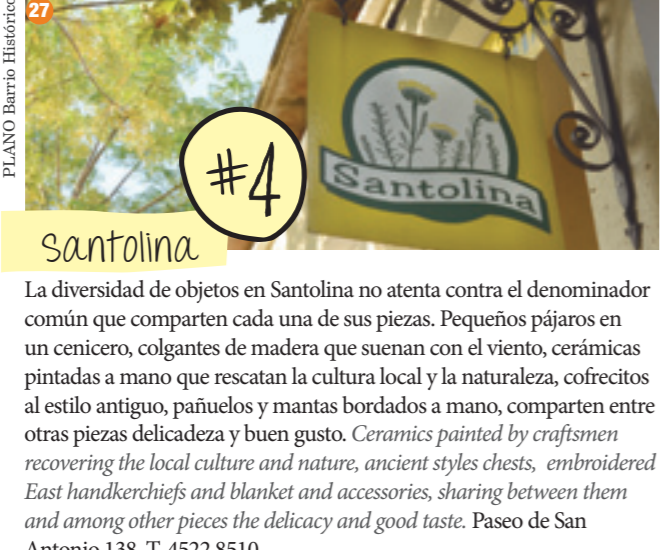 27
PLANO Barrio Histórico
#4
Santolina
santolina
La diversidad de objetos en Santolina no atenta contra el denominador
común que comparten cada una de sus piezas. Pequeños pájaros en
un cenicero, colgantes de madera que suenan con el viento, cerámicas
pintadas a mano que rescatan la cultura local y la naturaleza, cofrecitos
al estilo antiguo, pañuelos y mantas bordados a mano, comparten entre
otras piezas delicadeza y buen gusto. Ceramics painted by craftsmen
recovering the local culture and nature, ancient styles chests, embroidered
East handkerchiefs and blanket and accessories, sharing between them
and among other pieces the delicacy and good taste. Paseo de San
Antonio 138. T. 4522 8510